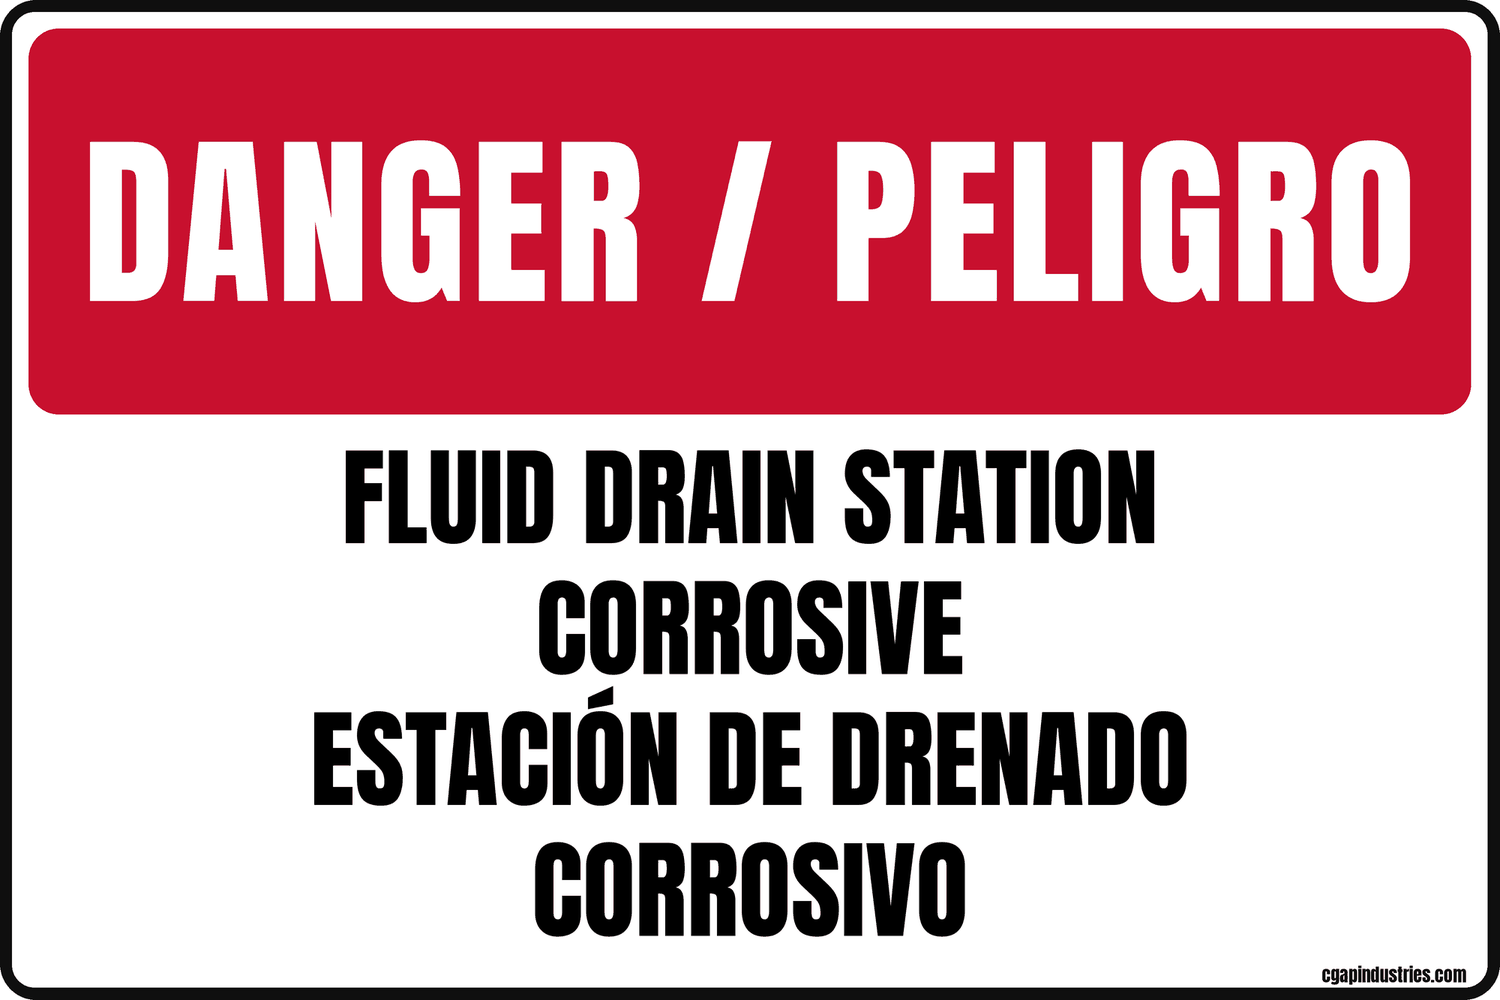 DANGER / PELIGRO
FLUID DRAIN STATION
CORROSIVE
ESTACIÓN DE DRENADO
CORROSIVO
cgapindustries.com